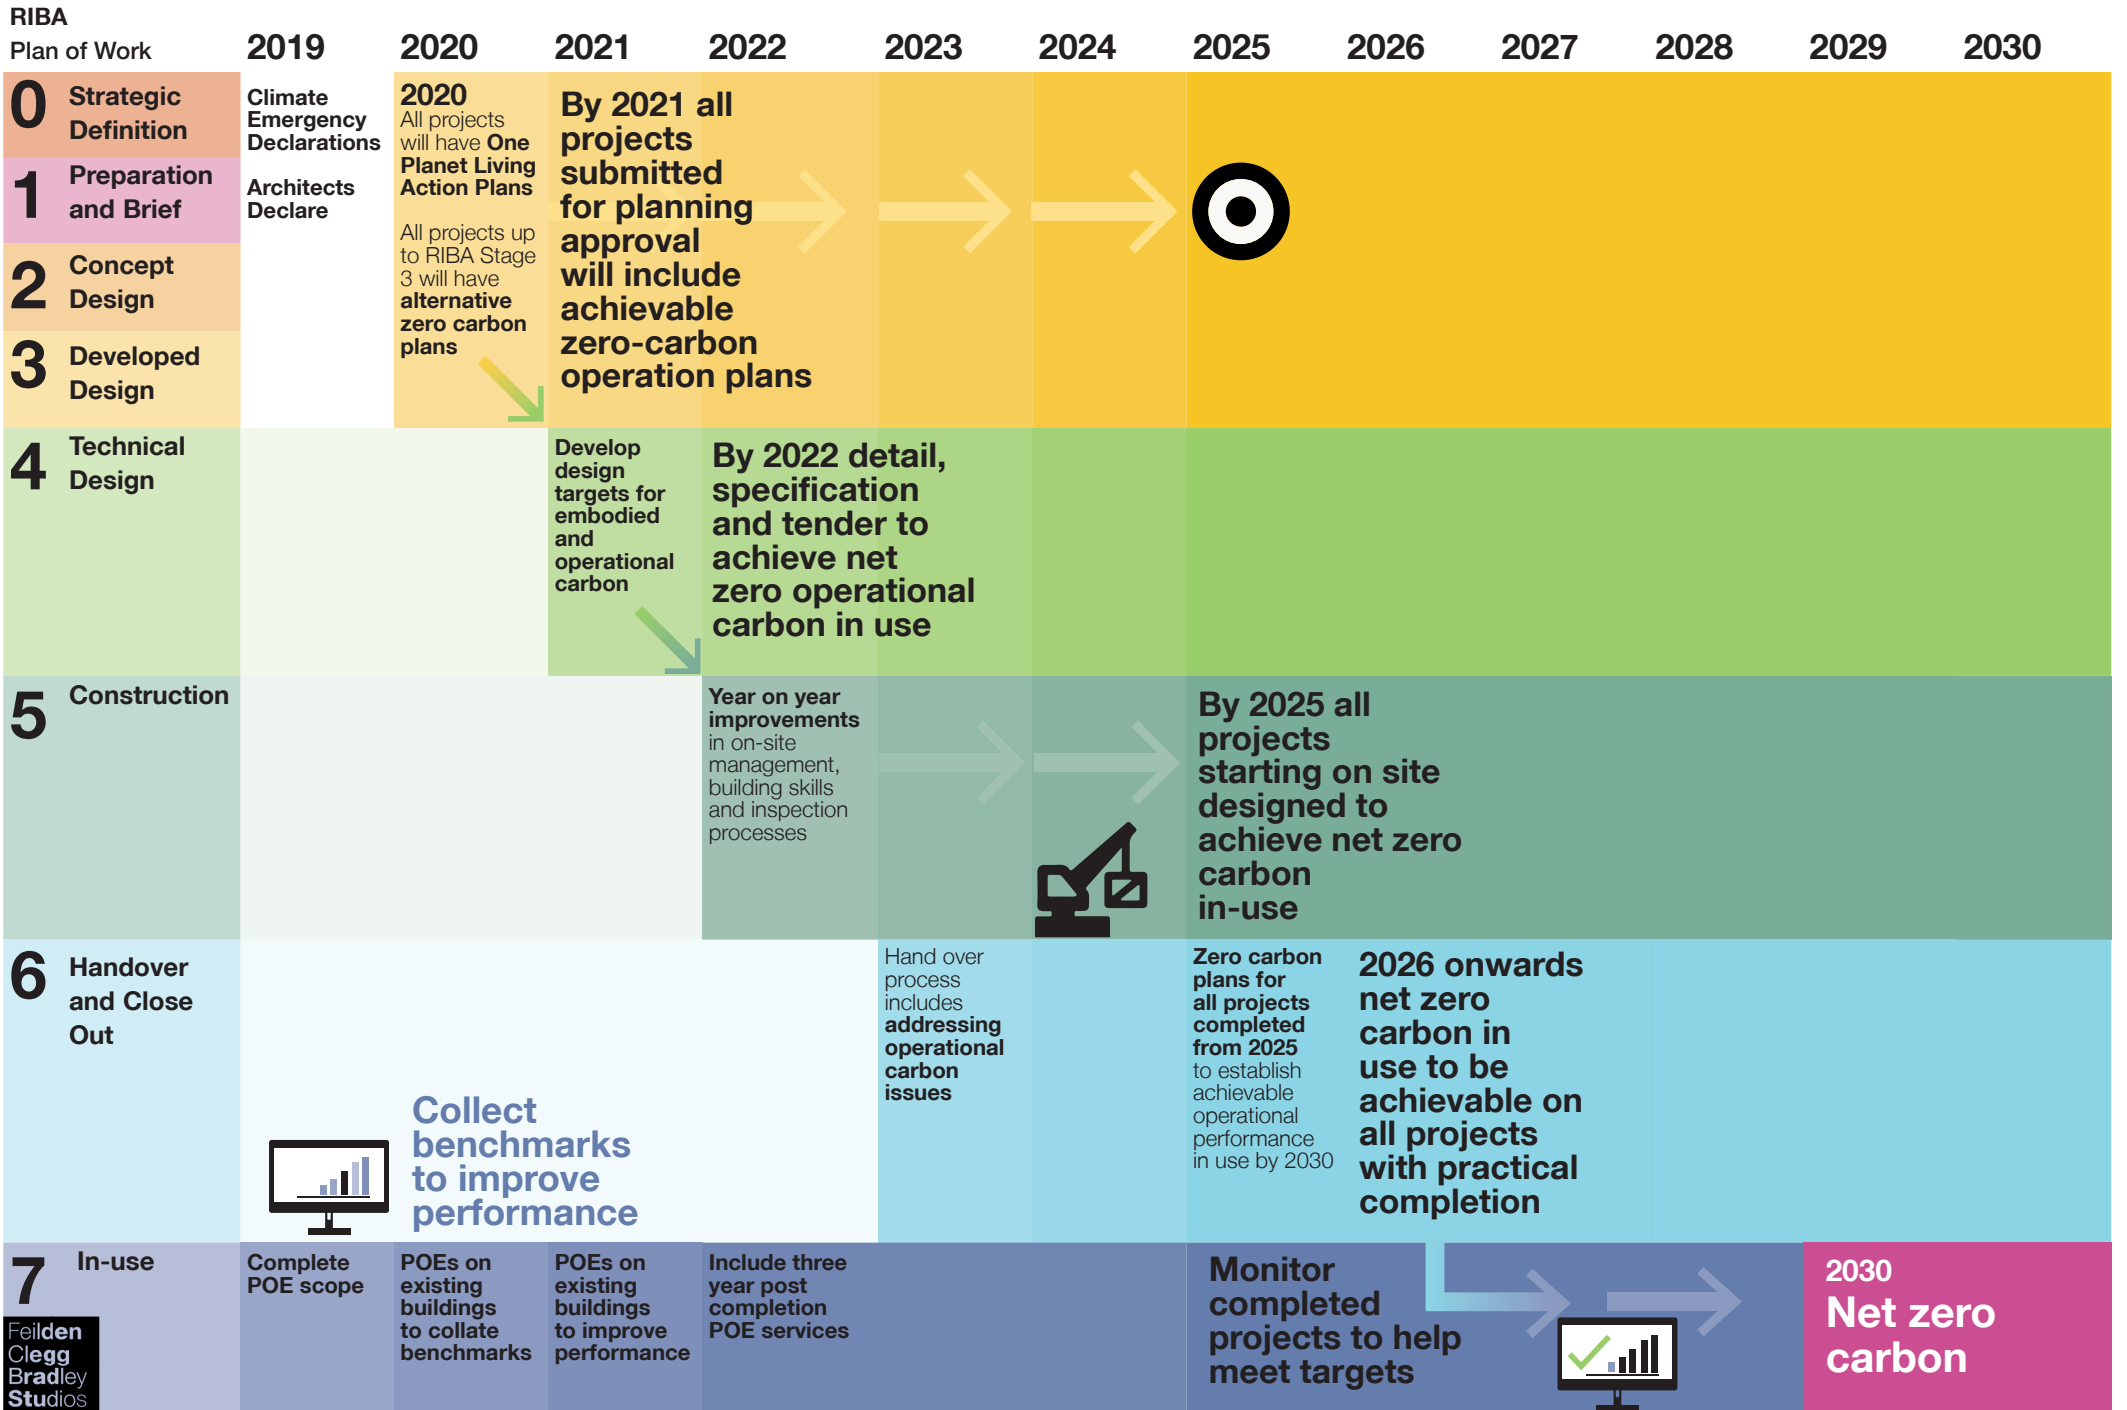 RIBA
Plan of Work
2019 2020 2021 2022 2023 2024 2025 2026 2027 2028 2029 2030
0 Strategic
Definition
1 Preparation
and Brief
2 Concept
Design
3 Developed
Design
Climate
Emergency
Declarations
Architects
Declare
2020
All projects
will have One
Planet Living
Action Plans
All projects up
to RIBA Stage
3 will have
alternative
zero carbon
plans
By 2021 all
projects
submitted
for planning
approval
will include
achievable
zero-carbon
operation plans
4 Technical
Design
Develop
design
targets for
embodied
and
operational
carbon
By 2022 detail,
specification
and tender to
achieve net
zero operational
carbon in use
5 Construction
Year on year
improvements
in on-site
management,
building skills
and inspection
processes
By 2025 all
projects
starting on site
designed to
achieve net zero
carbon
in-use
6 Handover
and Close
Out
Collect
benchmarks
to improve
performance
Hand over
process
includes
addressing
operational
carbon
issues
Zero carbon
plans for
all projects
completed
from 2025
to establish
achievable
operational
performance
in use by 2030
2026 onwards
net zero
carbon in
use to be
achievable on
all projects
with practical
completion
7 In-use
Complete
POE scope
POEs on
existing
buildings
to collate
benchmarks
POEs on
existing
buildings
to improve
performance
Include three
year post
completion
POE services
Monitor
completed
projects to help
meet targets
2030
Net zero
carbon
Feilden
Clegg
Bradley
Studios